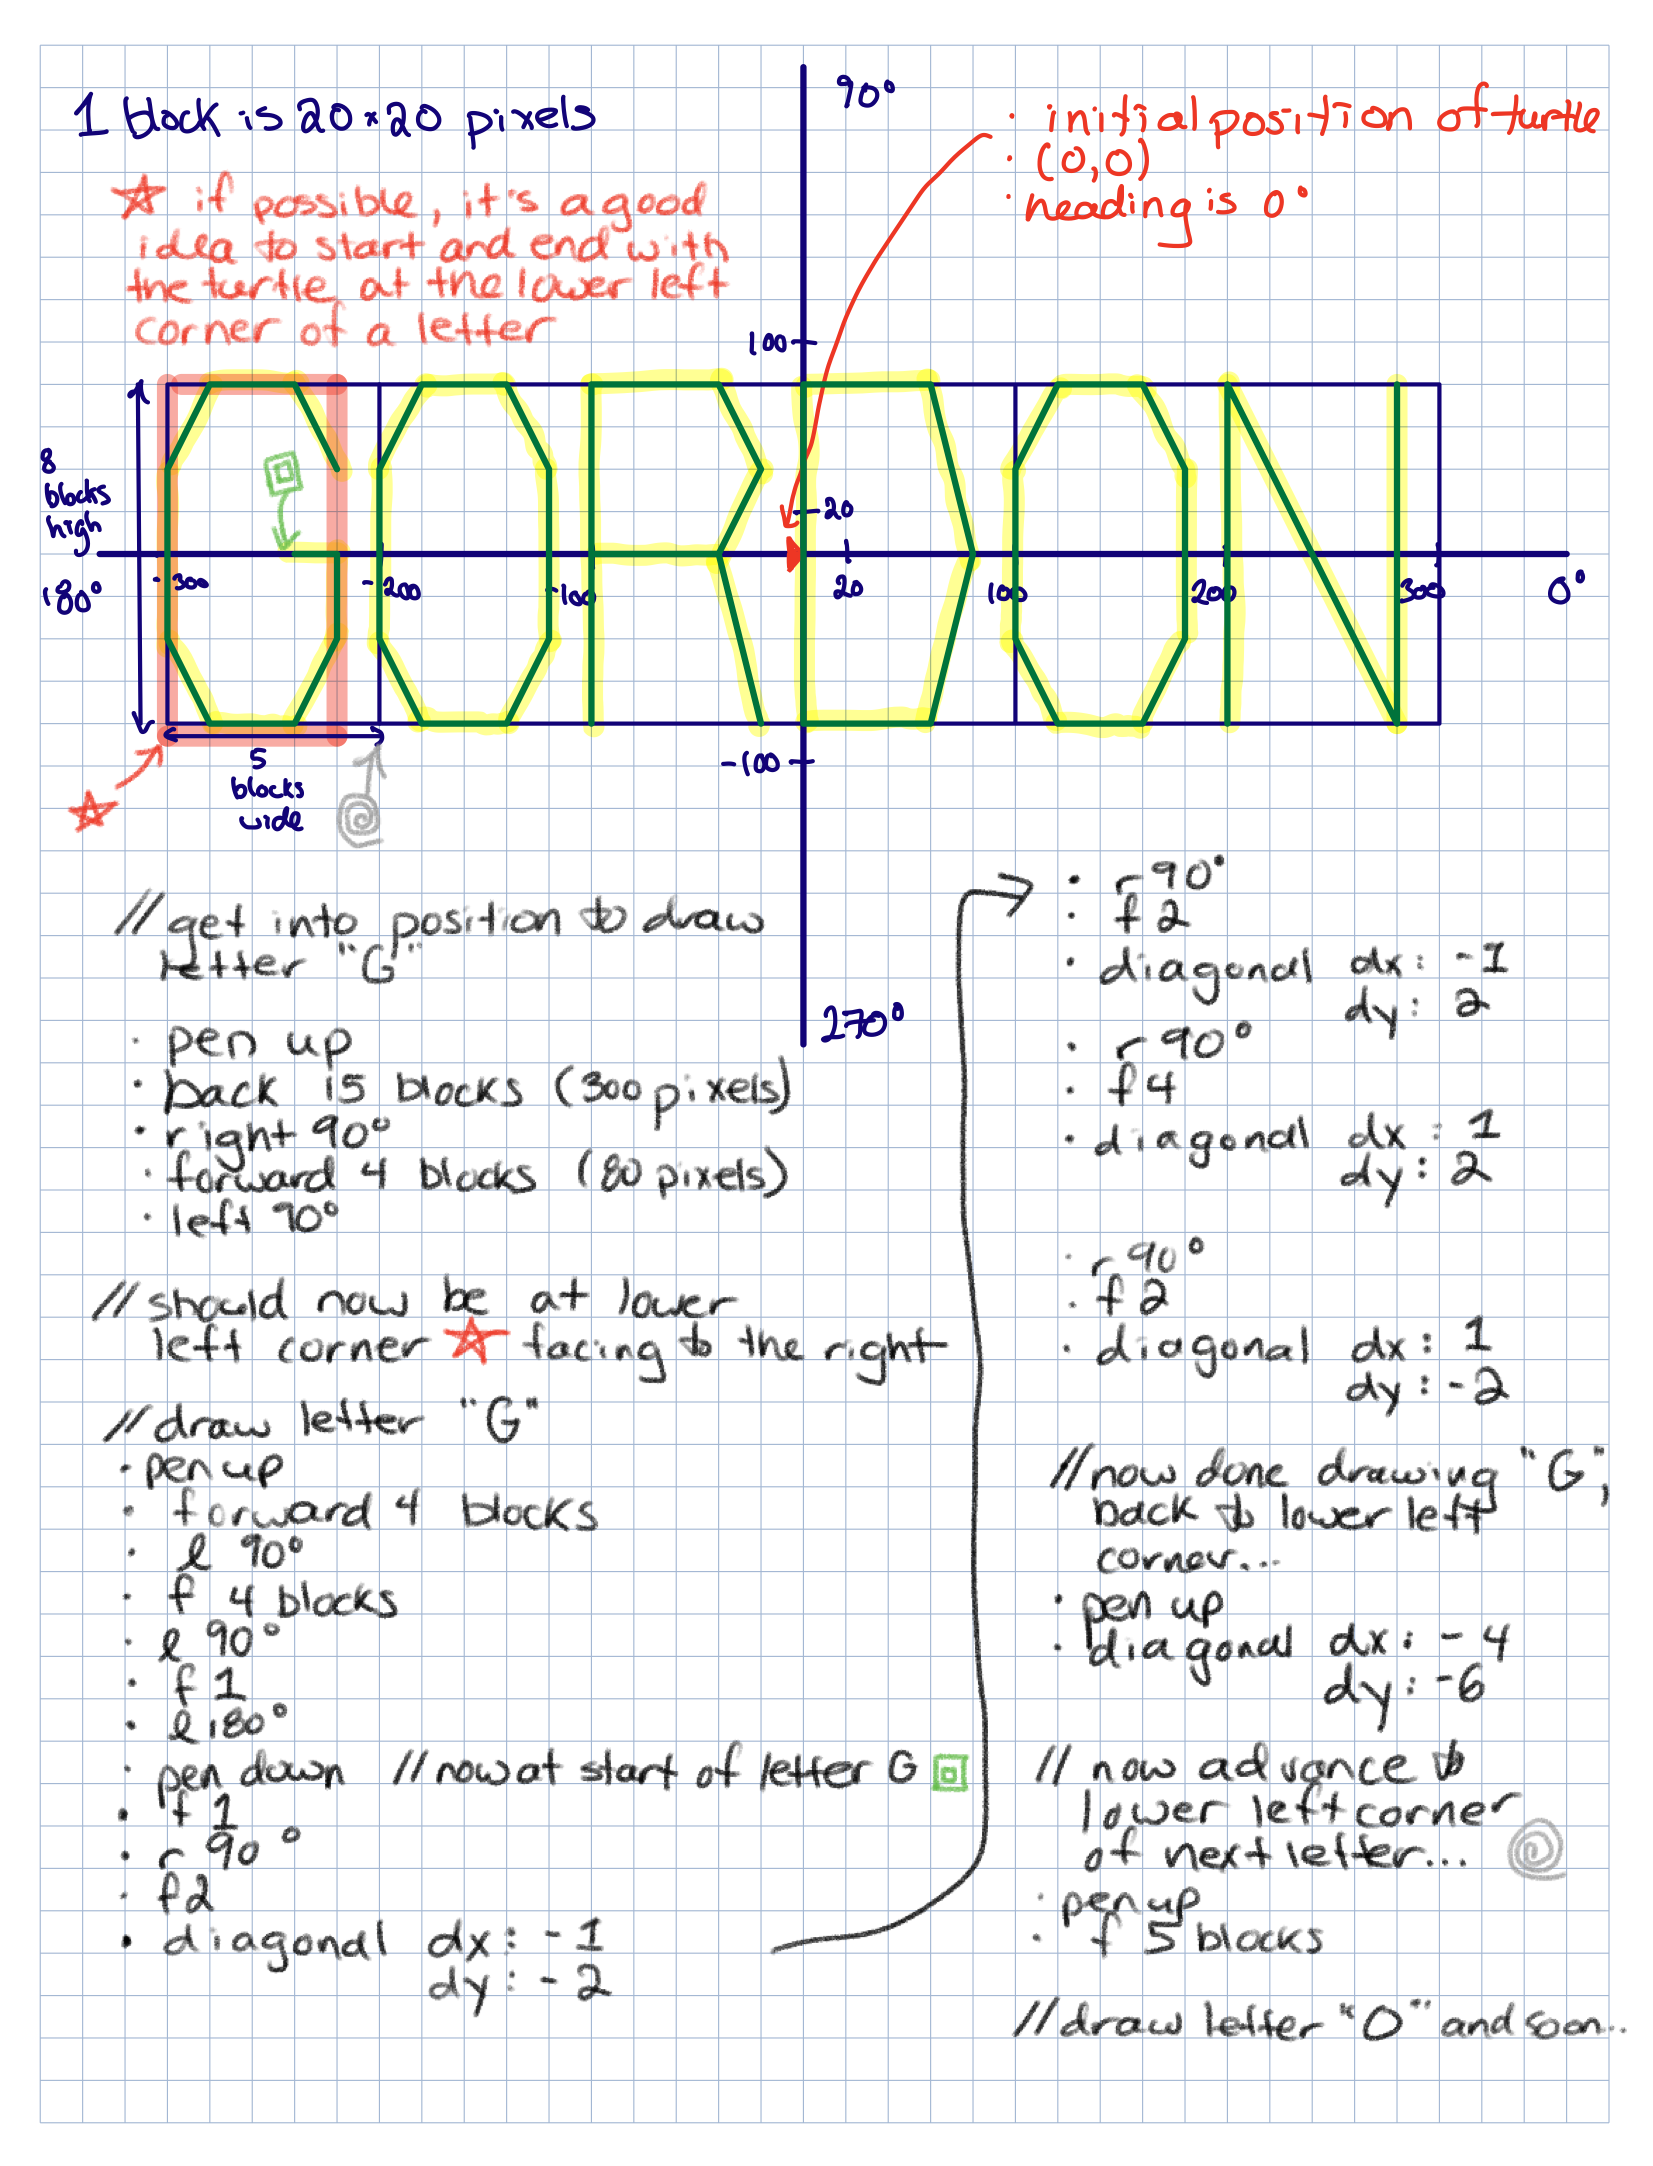 1 block is 20×20 pixels
☆ if possible, it's a good
idea to start and end with
the turtle at the lower left
corner of a letter
90°
· initial position of turtle
· (0,0)
· heading is 0°
100
8
blocks
high
20
180°
-300
-200
-100
20
100
200
300
0°
-100
5
blocks
wide
270°
GORDON
// get into position to draw
letter "G"
· pen up
· back 15 blocks (300 pixels)
· right 90°
· forward 4 blocks (80 pixels)
· left 90°
// should now be at lower
left corner ☆ facing to the right
// draw letter "G"
· pen up
· forward 4 blocks
· l 90°
· f 4 blocks
· l 90°
· f 1
· l 180°
· pen down // now at start of letter G
· f 1
· r 90°
· f2
· diagonal dx: -1
dy: -2
· r 90°
· f 2
· diagonal dx: -1
dy: 2
· r 90°
· f 4
· diagonal dx: 1
dy: 2
· r 90°
· f 2
· diagonal dx: 1
dy: -2
// now done drawing "G",
back to lower left
corner...
· pen up
· diagonal dx: -4
dy: -6
// now advance to
lower left corner
of next letter...
· pen up
· f 5 blocks
// draw letter "O" and so on...